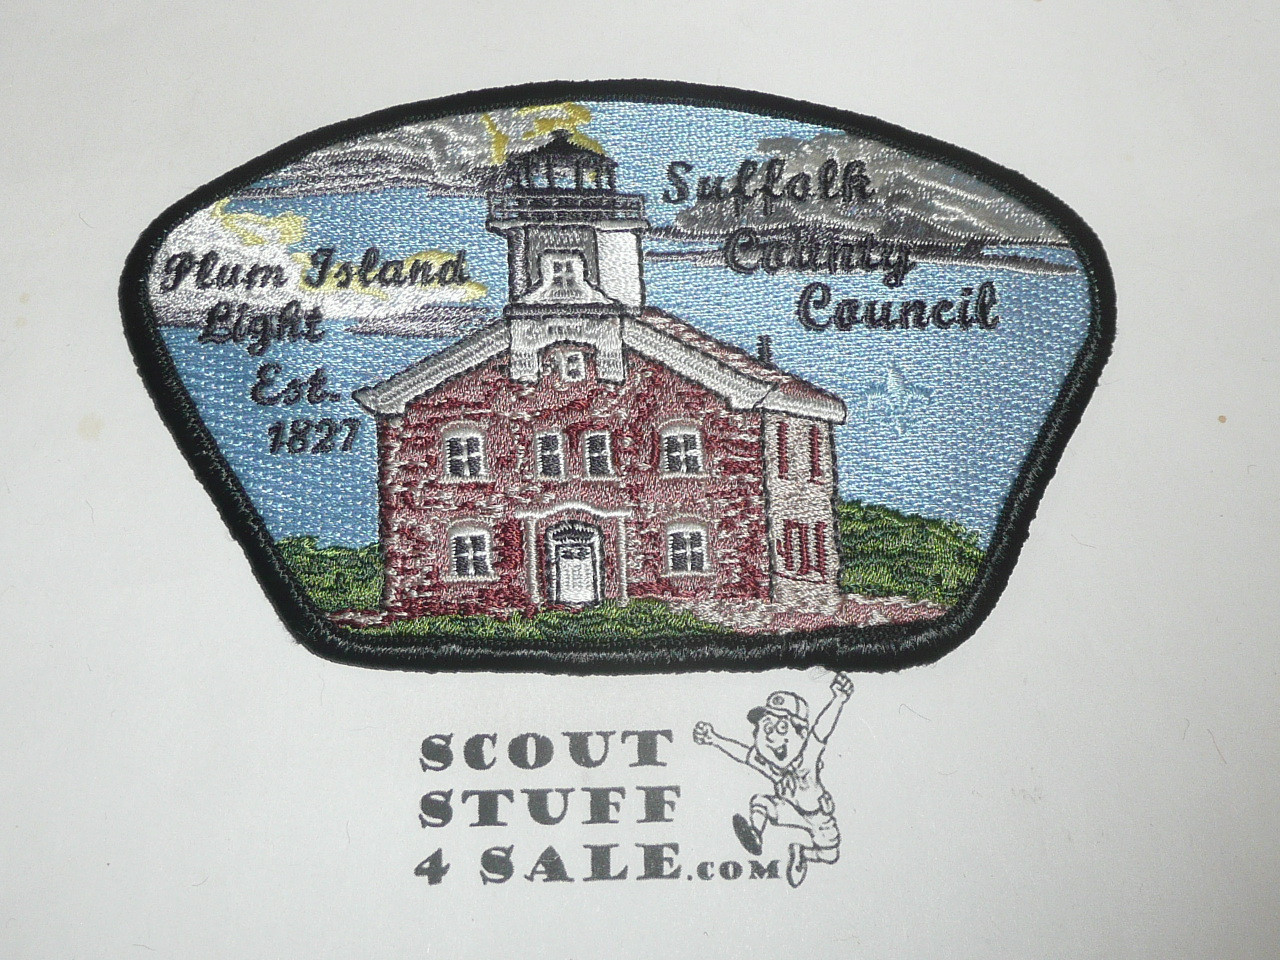 Plum Island
Light
Est.
1827
Suffolk
County
Council
SCOUT
STUFF
4 SALE.COM